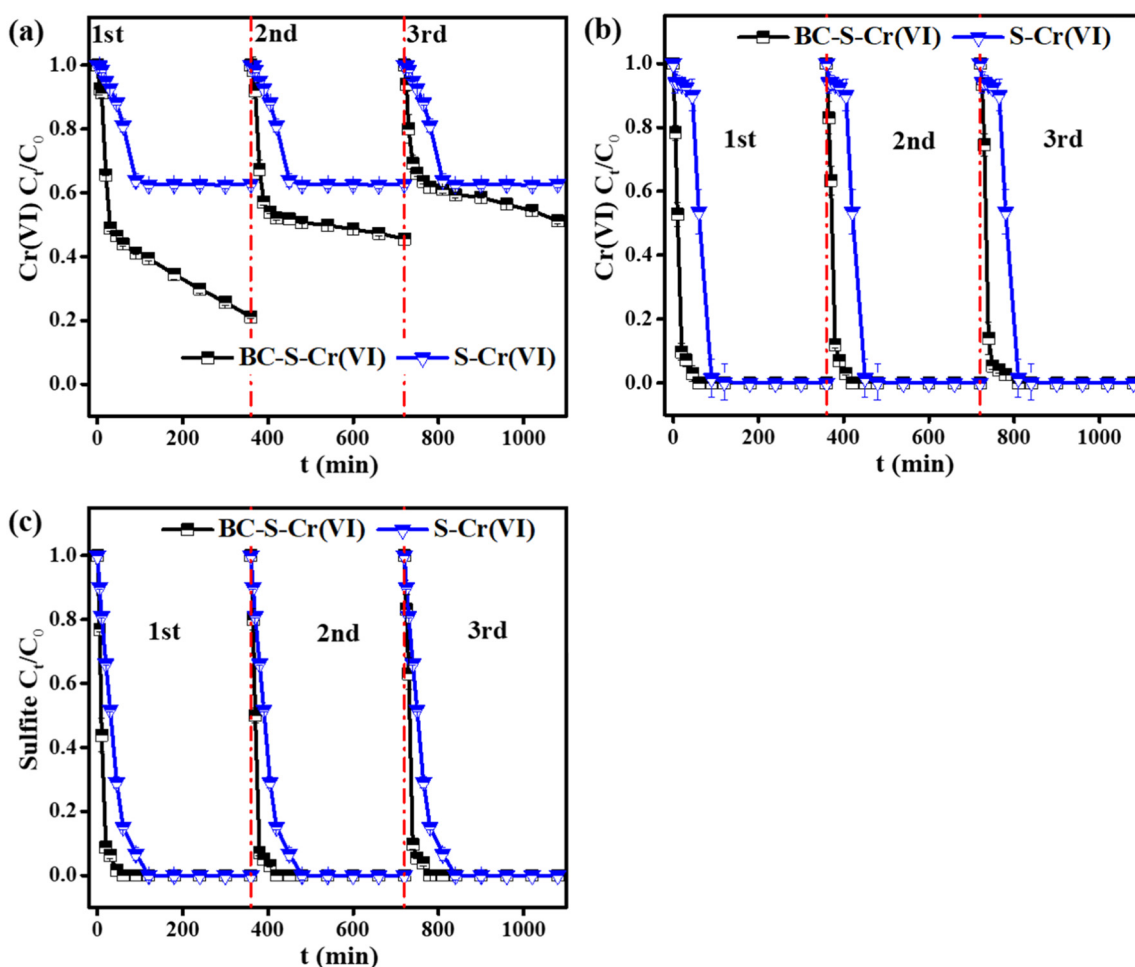 (a)
1st 2nd 3rd
1.0
0.8
0.6
0.4
0.2
0.0
Cr(VI) Cₜ/C₀
BC-S-Cr(VI) S-Cr(VI)
0 200 400 600 800 1000
t (min)
(b)
BC-S-Cr(VI) S-Cr(VI)
1.0
0.8
0.6
0.4
0.2
0.0
Cr(VI) Cₜ/C₀
1st 2nd 3rd
0 200 400 600 800 1000
t (min)
(c)
BC-S-Cr(VI) S-Cr(VI)
1.0
0.8
0.6
0.4
0.2
0.0
Sulfite Cₜ/C₀
1st 2nd 3rd
0 200 400 600 800 1000
t (min)